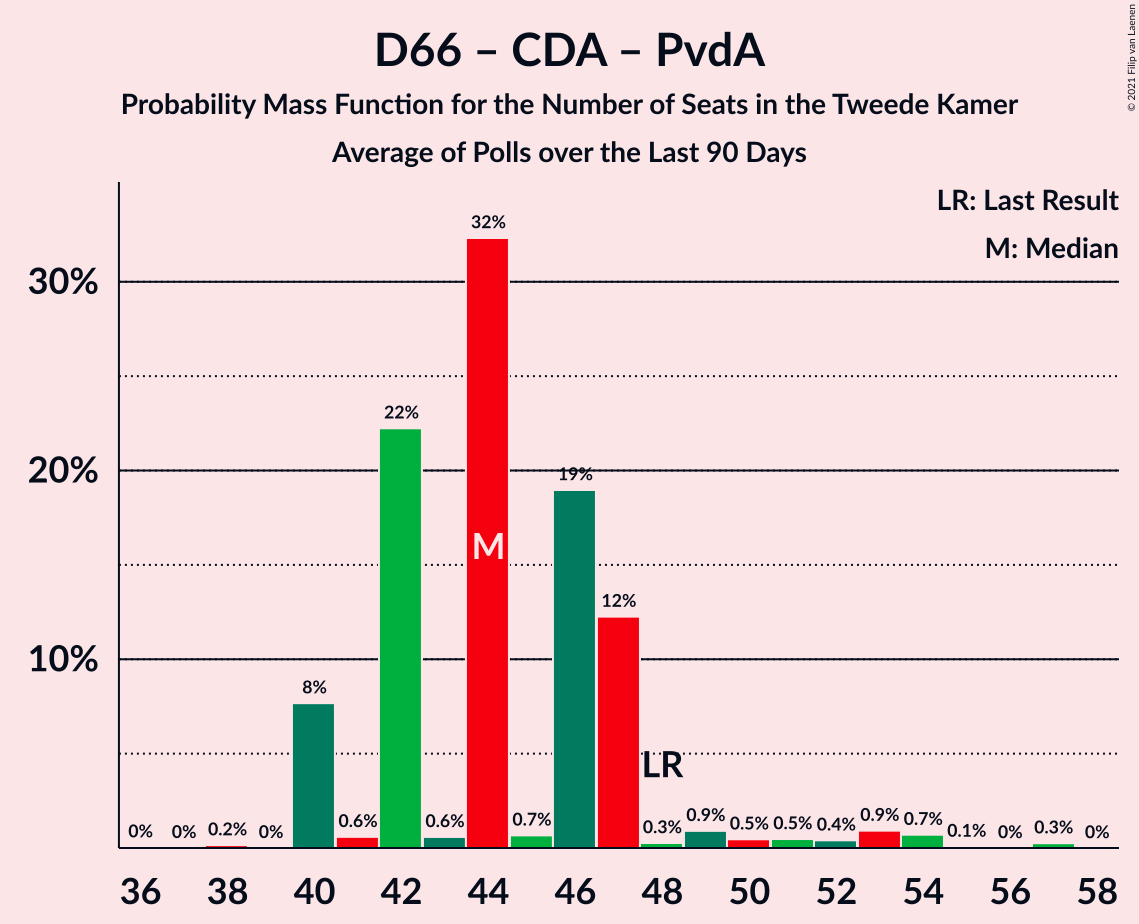 D66 – CDA – PvdA
Probability Mass Function for the Number of Seats in the Tweede Kamer
Average of Polls over the Last 90 Days
© 2021 Filip van Laenen
LR: Last Result
M: Median
30%
20%
10%
0%
0%
0.2%
0%
8%
0.6%
22%
0.6%
32%
0.7%
19%
12%
0.3%
0.9%
0.5%
0.5%
0.4%
0.9%
0.7%
0.1%
0%
0.3%
0%
M
LR
36 38 40 42 44 46 48 50 52 54 56 58